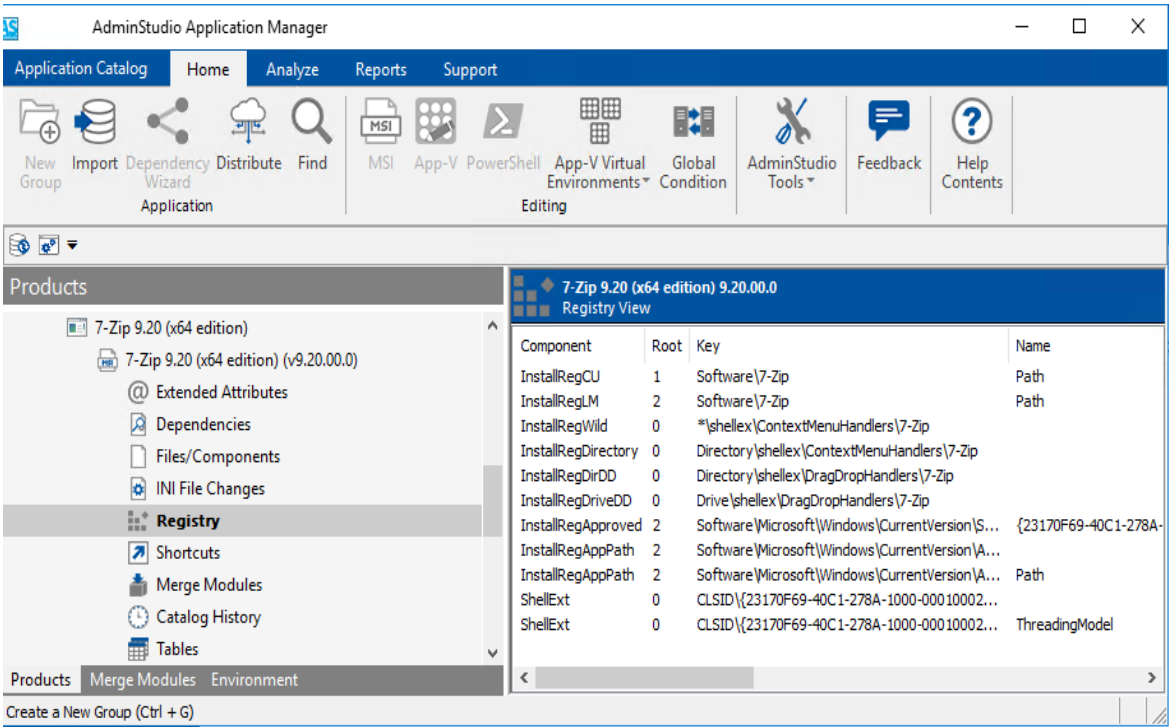 AS AdminStudio Application Manager
Application Catalog Home Analyze Reports Support
New Group
Import
Dependency Wizard
Distribute
Find
MSI
MSI
App-V
PowerShell
App-V Virtual Environments
Global Condition
AdminStudio Tools
Feedback
Help Contents
Application
Editing
Products
7-Zip 9.20 (x64 edition)
7-Zip 9.20 (x64 edition) (v9.20.00.0)
Extended Attributes
Dependencies
Files/Components
INI File Changes
Registry
Shortcuts
Merge Modules
Catalog History
Tables
Products Merge Modules Environment
7-Zip 9.20 (x64 edition) 9.20.00.0
Registry View
Component Root Key Name
InstallRegCU 1 Software\7-Zip Path
InstallRegLM 2 Software\7-Zip Path
InstallRegWild 0 *\shellex\ContextMenuHandlers\7-Zip
InstallRegDirectory 0 Directory\shellex\ContextMenuHandlers\7-Zip
InstallRegDirDD 0 Directory\shellex\DragDropHandlers\7-Zip
InstallRegDriveDD 0 Drive\shellex\DragDropHandlers\7-Zip
InstallRegApproved 2 Software\Microsoft\Windows\CurrentVersion\S... {23170F69-40C1-278A-
InstallRegAppPath 2 Software\Microsoft\Windows\CurrentVersion\A...
InstallRegAppPath 2 Software\Microsoft\Windows\CurrentVersion\A... Path
ShellExt 0 CLSID\{23170F69-40C1-278A-1000-00010002...
ShellExt 0 CLSID\{23170F69-40C1-278A-1000-00010002... ThreadingModel
Create a New Group (Ctrl + G)